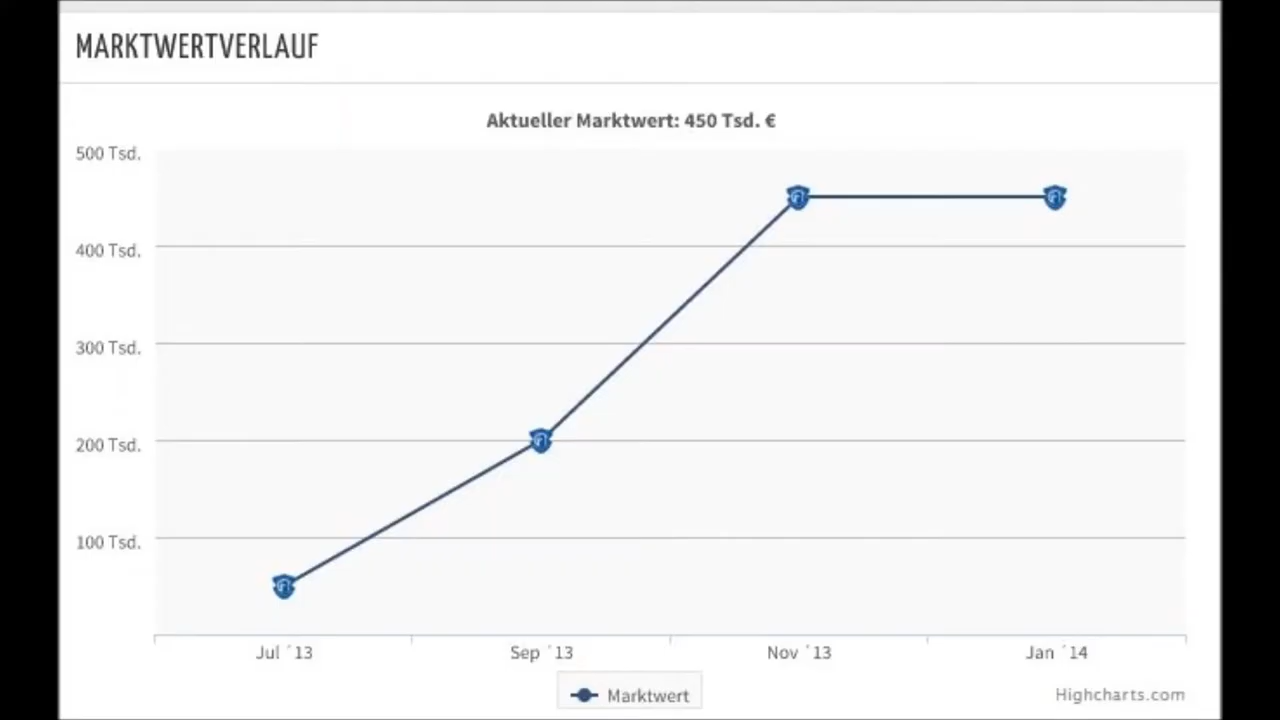 MARKTWERTVERLAUF
Aktueller Marktwert: 450 Tsd. €
500 Tsd.
400 Tsd.
300 Tsd.
200 Tsd.
100 Tsd.
Jul ´13
Sep ´13
Nov ´13
Jan ´14
Marktwert
Highcharts.com